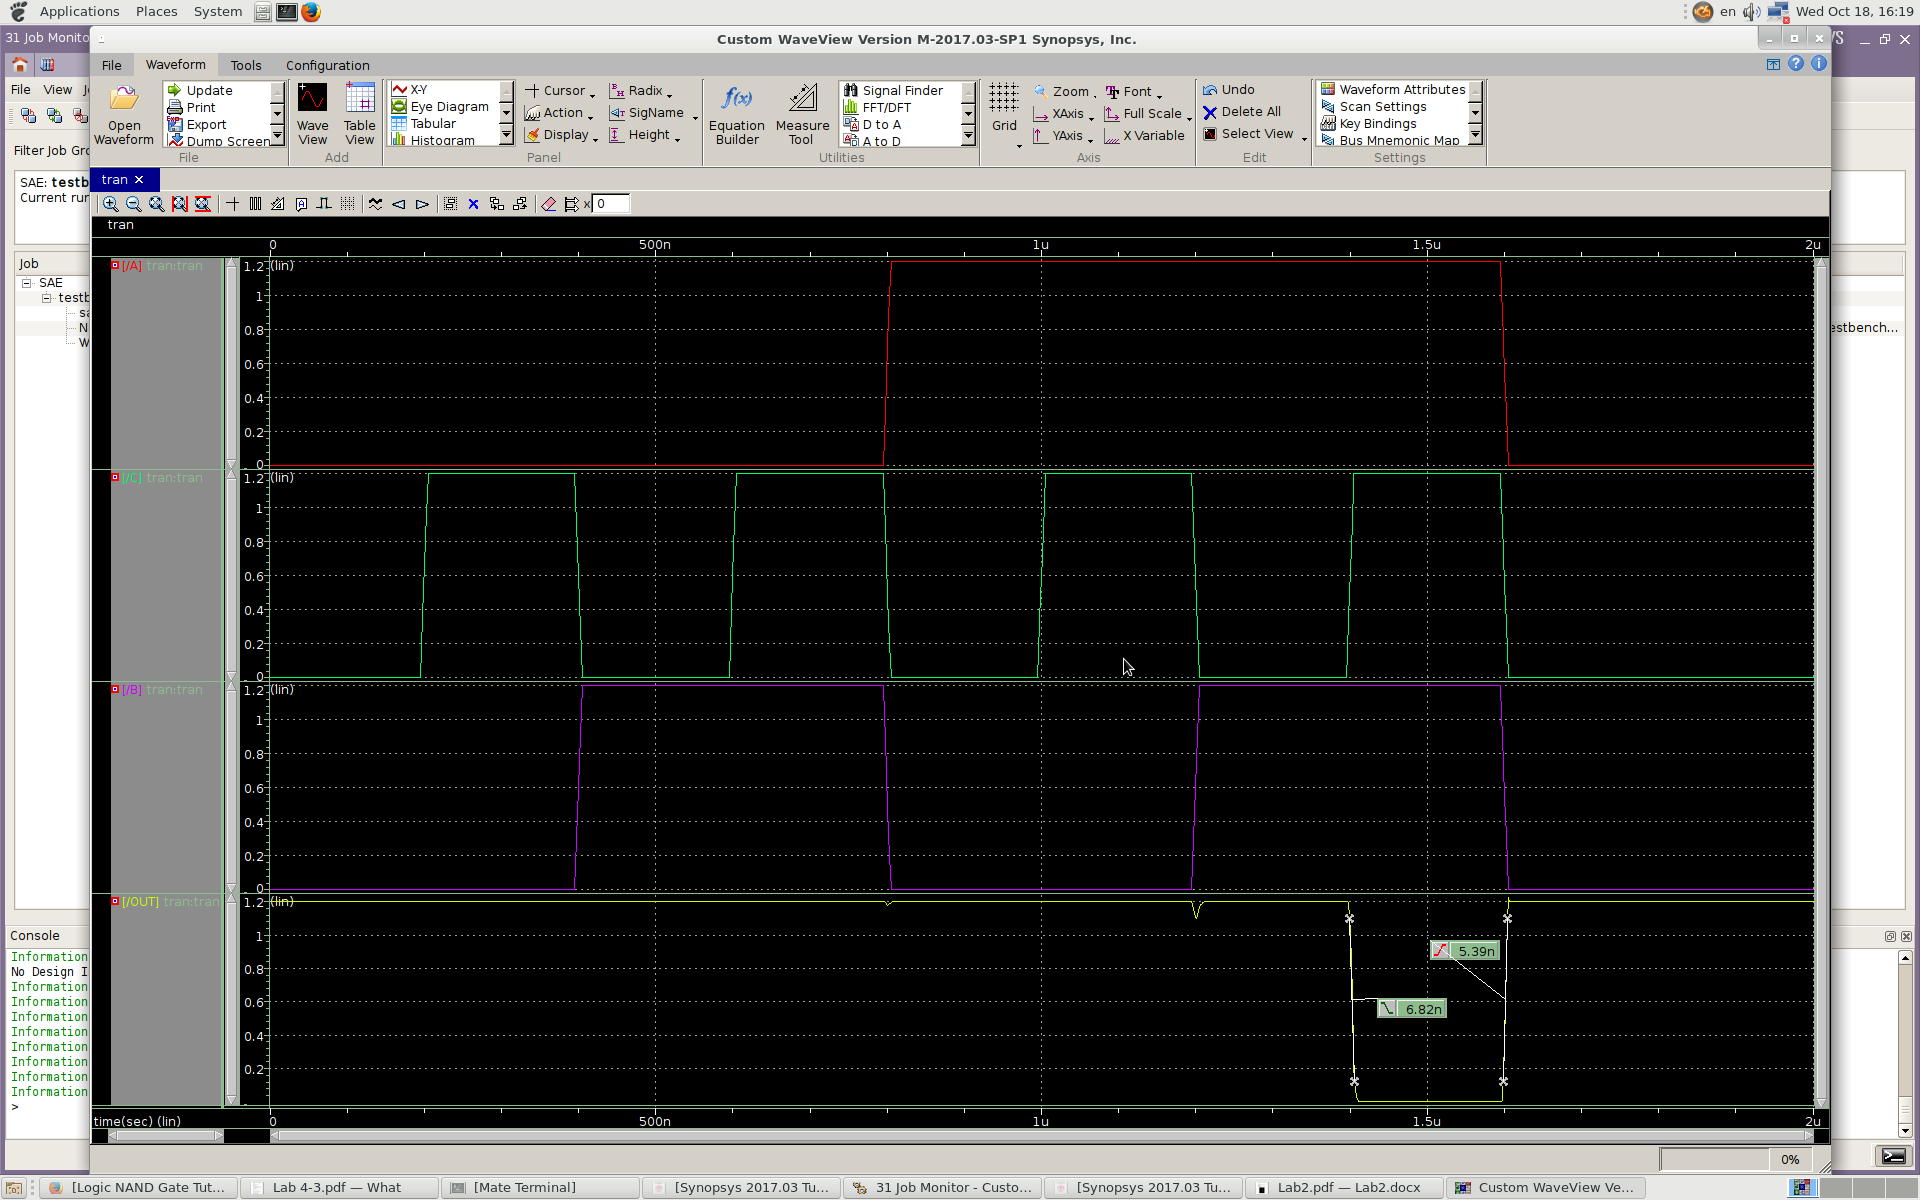 Applications Places System en Wed Oct 18, 16:19
31 Job Monito
Custom WaveView Version M-2017.03-SP1 Synopsys, Inc.
File View
File Waveform Tools Configuration
Filter Job Gr
SAE: testb
Current run
Job
SAE
testb
Open Waveform
Update
Print
Export
Dump Screen
File
Wave View
Table View
Add
X-Y
Eye Diagram
Tabular
Histogram
Cursor
Action
Display
Radix
SigName
Height
Panel
Equation Builder
Measure Tool
Signal Finder
FFT/DFT
D to A
A to D
Utilities
Grid
Zoom
XAxis
YAxis
Font
Full Scale
X Variable
Axis
Undo
Delete All
Select View
Edit
Waveform Attributes
Scan Settings
Key Bindings
Bus Mnemonic Map
Settings
tran
x 0
tran
0 500n 1u 1.5u 2u
[/A] tran:tran 1.2 (lin)
1
0.8
0.6
0.4
0.2
0
[/C] tran:tran 1.2 (lin)
1
0.8
0.6
0.4
0.2
0
[/B] tran:tran 1.2 (lin)
1
0.8
0.6
0.4
0.2
0
[/OUT] tran:tran 1.2 (lin)
1
0.8
0.6
0.4
0.2
5.39n
6.82n
time(sec) (lin) 0 500n 1u 1.5u 2u
estbench...
Console
Information
No Design I
Information
Information
Information
Information
Information
Information
Information
Information
>
0%
[Logic NAND Gate Tut... Lab 4-3.pdf — What [Mate Terminal] [Synopsys 2017.03 Tu... 31 Job Monitor - Custo... [Synopsys 2017.03 Tu... Lab2.pdf — Lab2.docx Custom WaveView Ve...